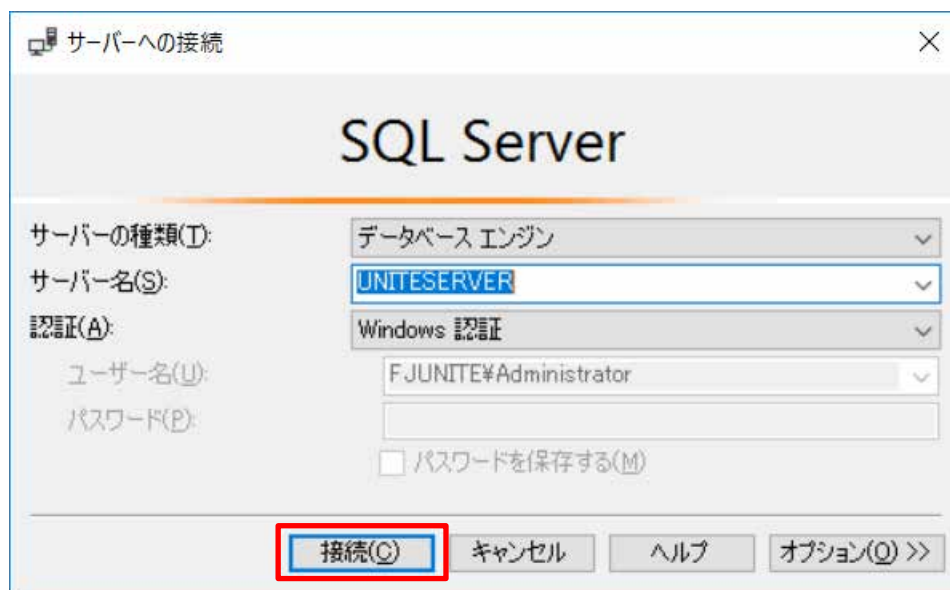 サーバーへの接続
SQL Server
サーバーの種類(T): データベース エンジン
サーバー名(S): UNITESERVER
認証(A): Windows 認証
ユーザー名(U): FJUNITE¥Administrator
パスワード(P):
パスワードを保存する(M)
接続(C) キャンセル ヘルプ オプション(O) >>